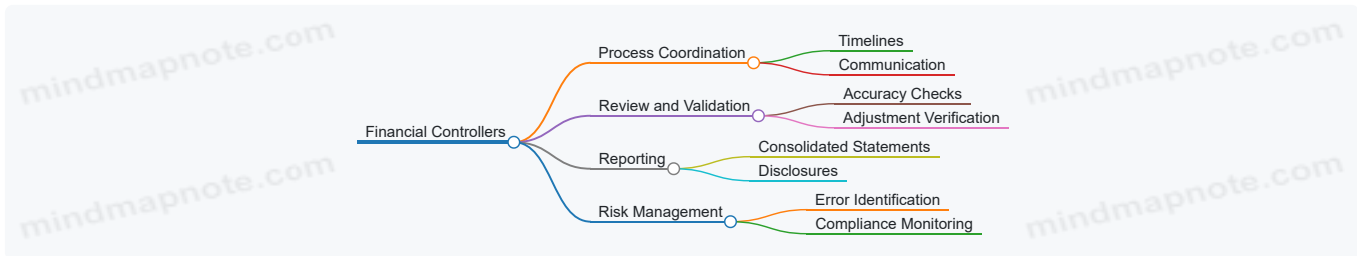 mindmapnote.com
mindmapnote.com
Financial Controllers
Process Coordination
Timelines
Communication
Review and Validation
Accuracy Checks
Adjustment Verification
Reporting
Consolidated Statements
Disclosures
Risk Management
Error Identification
Compliance Monitoring
mindmapnote.com
mindmapnote.com